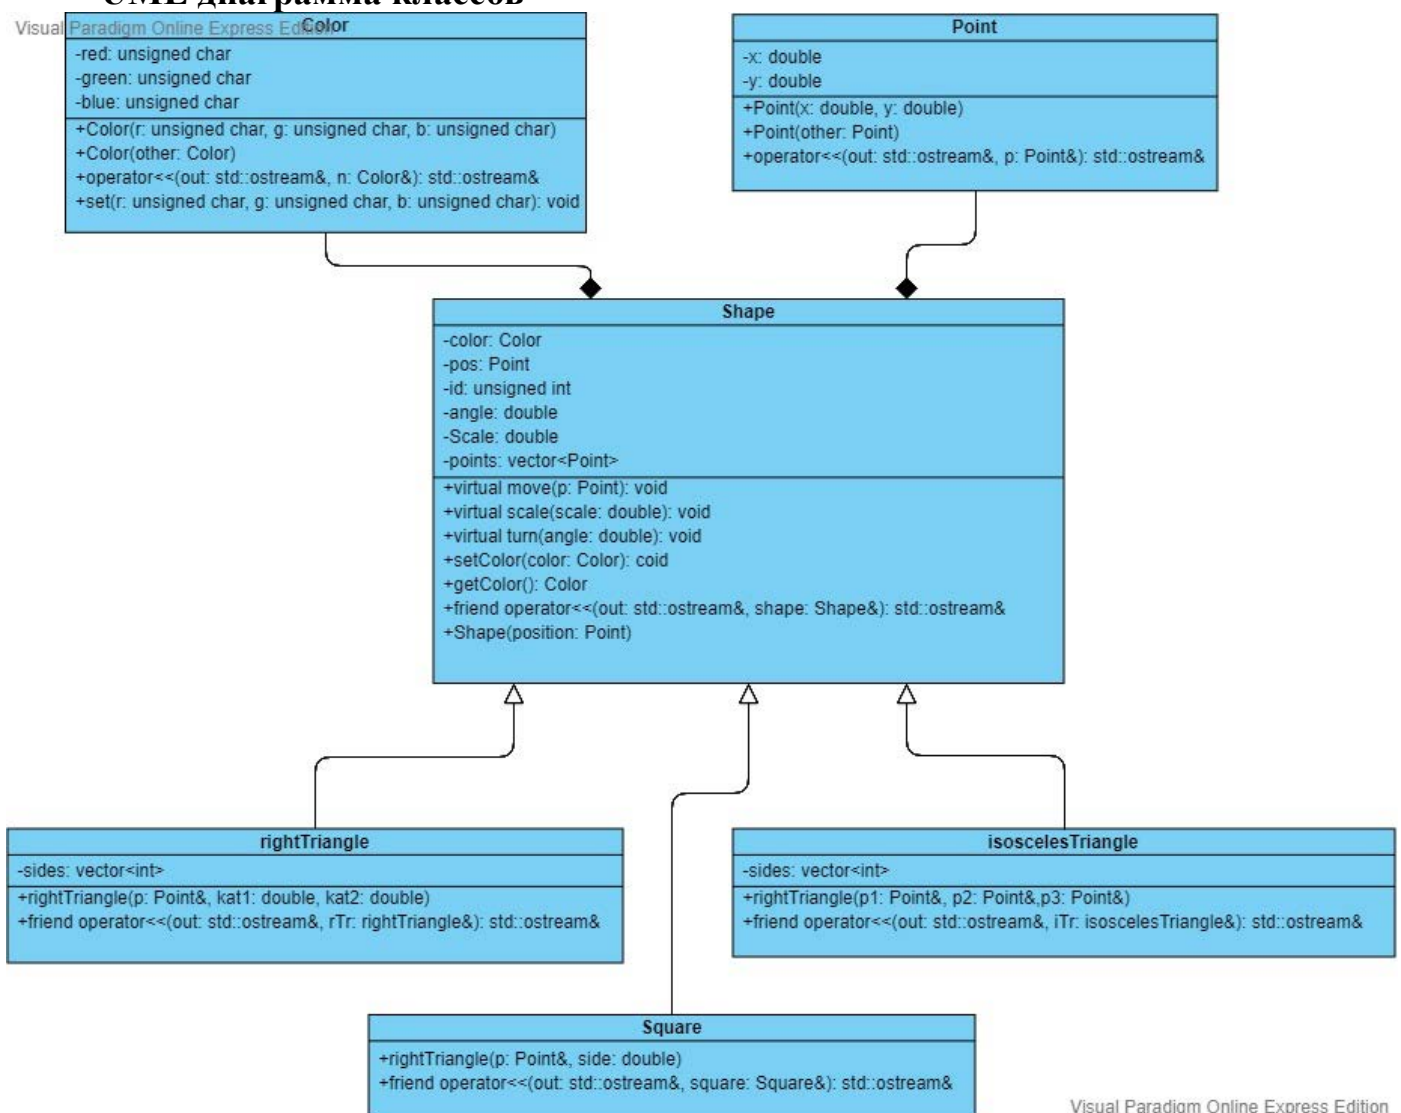 UML диаграмма классов
Visual Paradigm Online Express Edition
Color
-red: unsigned char
-green: unsigned char
-blue: unsigned char
+Color(r: unsigned char, g: unsigned char, b: unsigned char)
+Color(other: Color)
+operator<<(out: std::ostream&, n: Color&): std::ostream&
+set(r: unsigned char, g: unsigned char, b: unsigned char): void
Point
-x: double
-y: double
+Point(x: double, y: double)
+Point(other: Point)
+operator<<(out: std::ostream&, p: Point&): std::ostream&
Shape
-color: Color
-pos: Point
-id: unsigned int
-angle: double
-Scale: double
-points: vector<Point>
+virtual move(p: Point): void
+virtual scale(scale: double): void
+virtual turn(angle: double): void
+setColor(color: Color): coid
+getColor(): Color
+friend operator<<(out: std::ostream&, shape: Shape&): std::ostream&
+Shape(position: Point)
rightTriangle
-sides: vector<int>
+rightTriangle(p: Point&, kat1: double, kat2: double)
+friend operator<<(out: std::ostream&, rTr: rightTriangle&): std::ostream&
isoscelesTriangle
-sides: vector<int>
+rightTriangle(p1: Point&, p2: Point&,p3: Point&)
+friend operator<<(out: std::ostream&, iTr: isoscelesTriangle&): std::ostream&
Square
+rightTriangle(p: Point&, side: double)
+friend operator<<(out: std::ostream&, square: Square&): std::ostream&
Visual Paradigm Online Express Edition